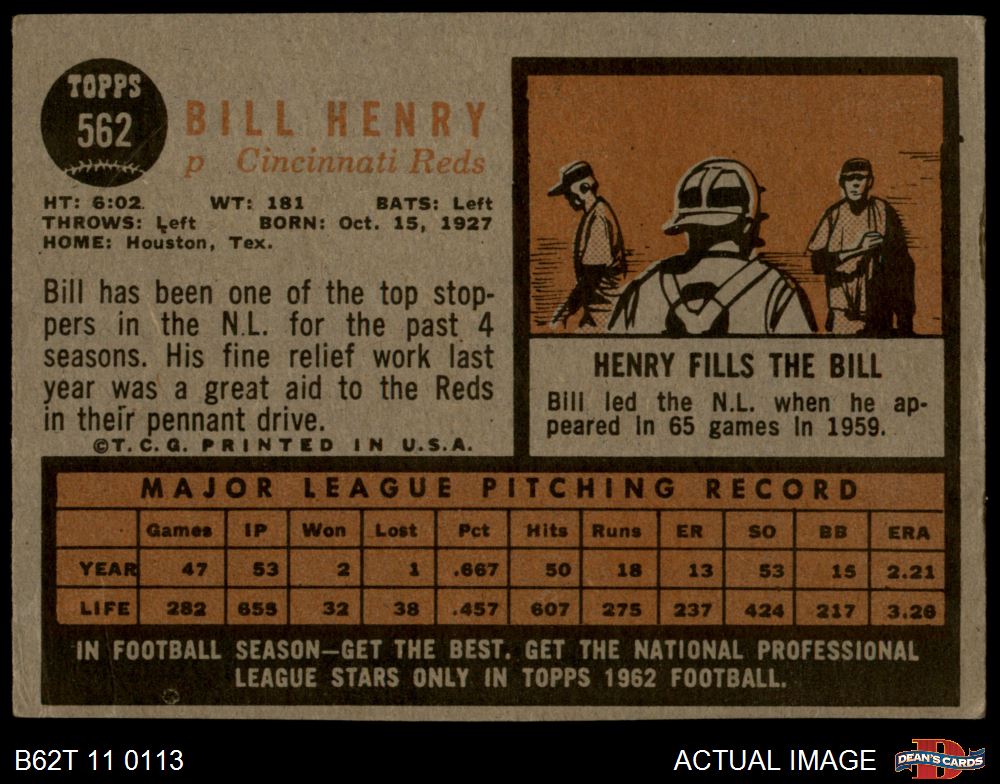 TOPPS
562
BILL HENRY
p Cincinnati Reds
HT: 6:02 WT: 181 BATS: Left
THROWS: Left BORN: Oct. 15, 1927
HOME: Houston, Tex.
Bill has been one of the top stop-
pers in the N.L. for the past 4
seasons. His fine relief work last
year was a great aid to the Reds
in their pennant drive.
©T.C.G. PRINTED IN U.S.A.
HENRY FILLS THE BILL
Bill led the N.L. when he ap-
peared in 65 games in 1959.
MAJOR LEAGUE PITCHING RECORD
Games IP Won Lost Pct Hits Runs ER SO BB ERA
YEAR 47 53 2 1 .667 50 18 13 53 15 2.21
LIFE 282 655 32 38 .457 607 275 237 424 217 3.26
IN FOOTBALL SEASON—GET THE BEST. GET THE NATIONAL PROFESSIONAL
LEAGUE STARS ONLY IN TOPPS 1962 FOOTBALL.
B62T 11 0113 ACTUAL IMAGE DEAN'S CARDS